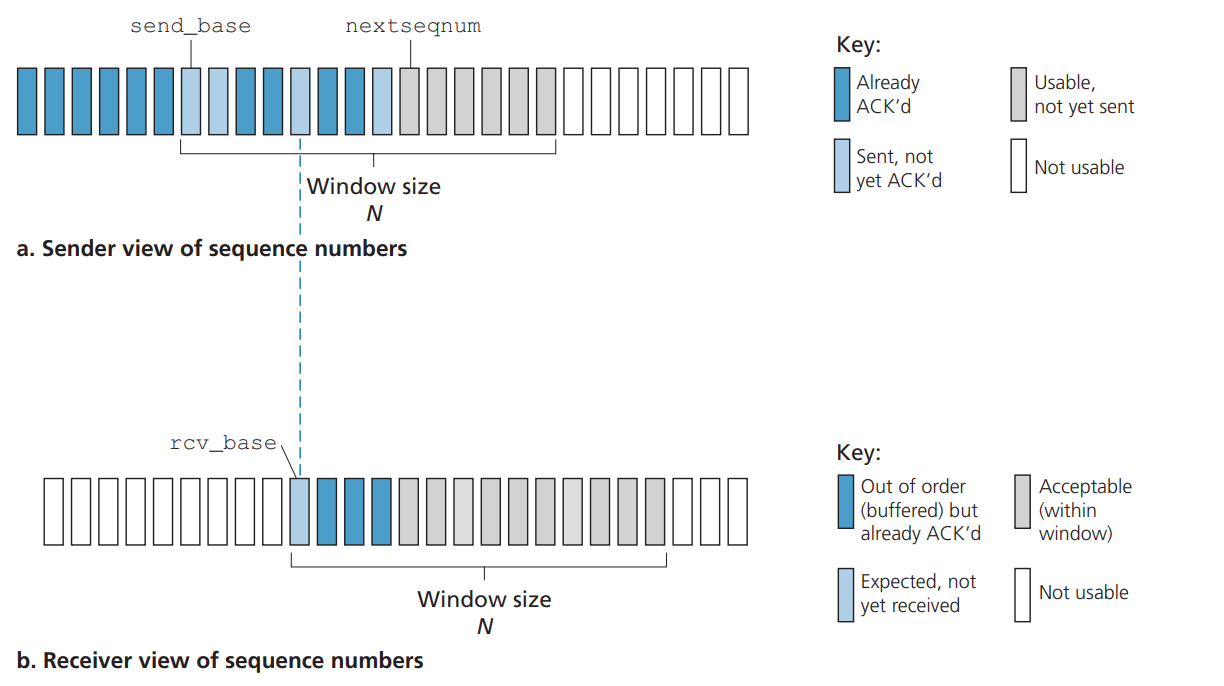 send_base
nextseqnum
Window size
N
a. Sender view of sequence numbers
Key:
Already
ACK’d
Usable,
not yet sent
Sent, not
yet ACK’d
Not usable
rcv_base
Window size
N
b. Receiver view of sequence numbers
Key:
Out of order
(buffered) but
already ACK’d
Acceptable
(within
window)
Expected, not
yet received
Not usable